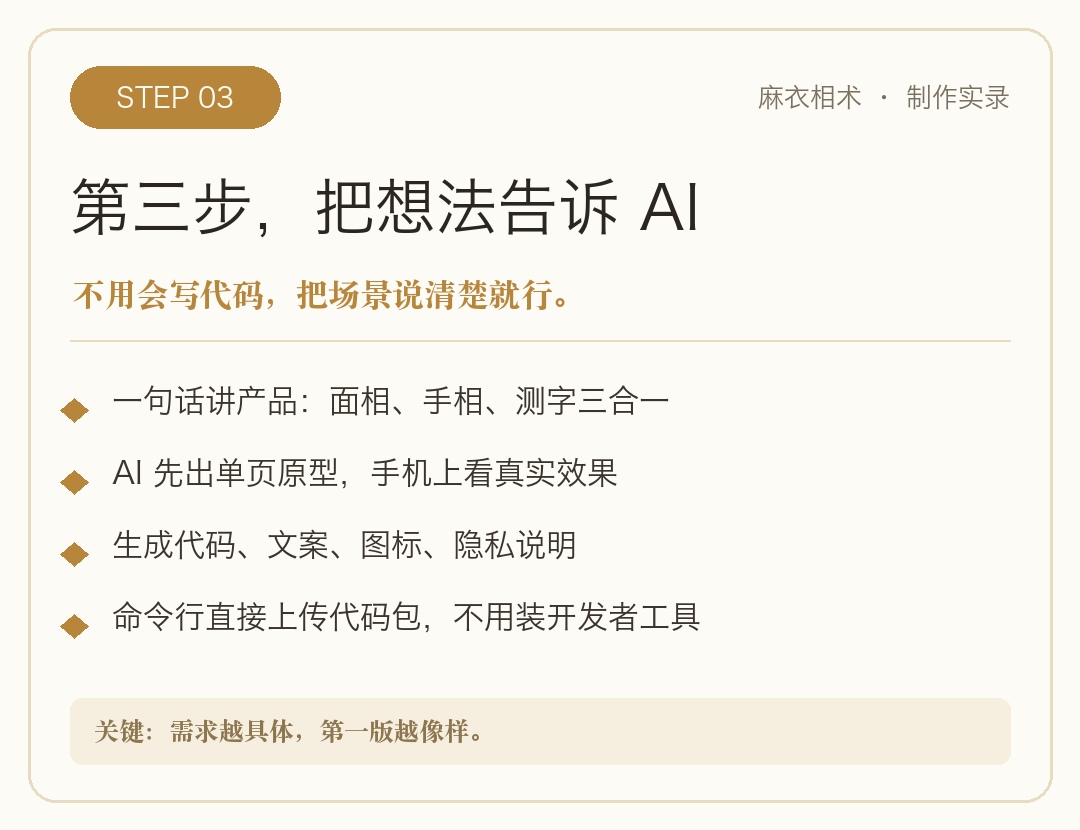 STEP 03
麻衣相术 · 制作实录
第三步，把想法告诉 AI
不用会写代码，把场景说清楚就行。
一句话讲产品：面相、手相、测字三合一
AI 先出单页原型，手机上看真实效果
生成代码、文案、图标、隐私说明
命令行直接上传代码包，不用装开发者工具
关键：需求越具体，第一版越像样。